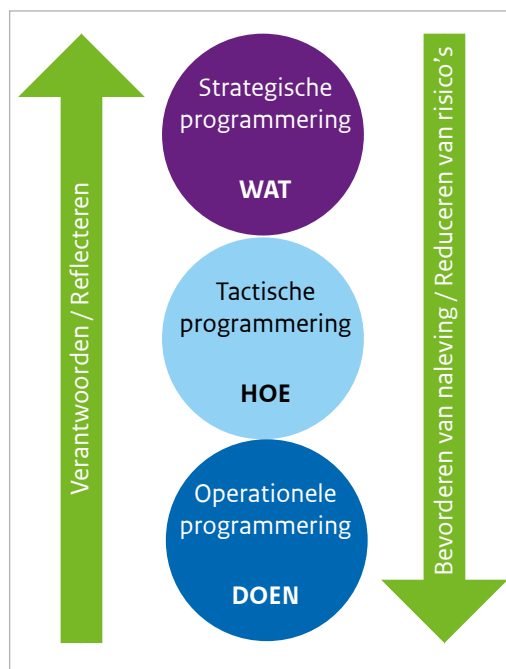 Verantwoorden / Reflecteren
Strategische
programmering
WAT
Tactische
programmering
HOE
Operationele
programmering
DOEN
Bevorderen van naleving / Reduceren van risico's